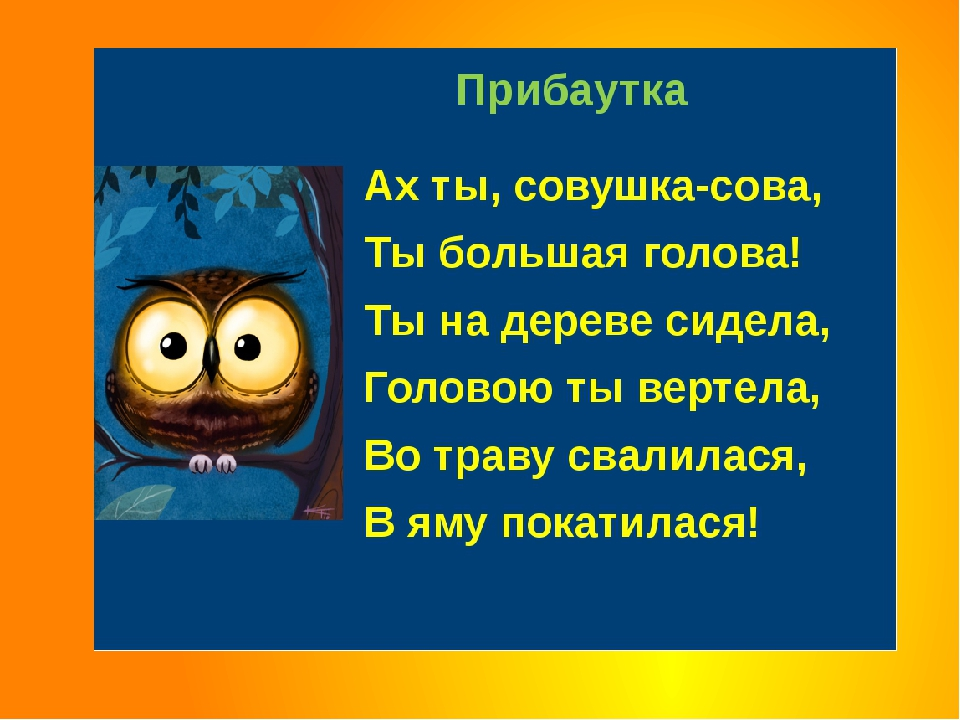 Прибаутка
Ах ты, совушка-сова,
Ты большая голова!
Ты на дереве сидела,
Головою ты вертела,
Во траву свалилася,
В яму покатилася!